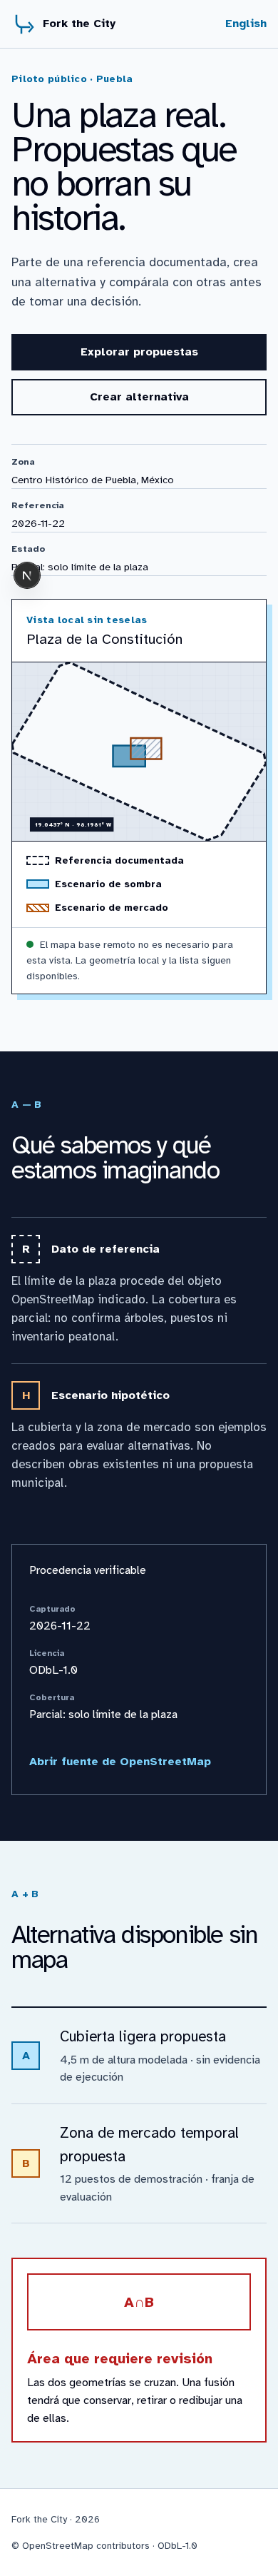 Fork the City
English
Piloto público · Puebla
Una plaza real.
Propuestas que
no borran su
historia.
Parte de una referencia documentada, crea
una alternativa y compárala con otras antes
de tomar una decisión.
Explorar propuestas
Crear alternativa
Zona
Centro Histórico de Puebla, México
Referencia
2026-11-22
Estado
solo límite de la plaza
N
Vista local sin teselas
Plaza de la Constitución
19.0437° N · 98.1981° W
Referencia documentada
Escenario de sombra
Escenario de mercado
El mapa base remoto no es necesario para
esta vista. La geometría local y la lista siguen
disponibles.
A — B
Qué sabemos y qué
estamos imaginando
R
Dato de referencia
El límite de la plaza procede del objeto
OpenStreetMap indicado. La cobertura es
parcial: no confirma árboles, puestos ni
inventario peatonal.
H
Escenario hipotético
La cubierta y la zona de mercado son ejemplos
creados para evaluar alternativas. No
describen obras existentes ni una propuesta
municipal.
Procedencia verificable
Capturado
2026-11-22
Licencia
ODbL-1.0
Cobertura
Parcial: solo límite de la plaza
Abrir fuente de OpenStreetMap
A + B
Alternativa disponible sin
mapa
A
Cubierta ligera propuesta
4,5 m de altura modelada · sin evidencia
de ejecución
B
Zona de mercado temporal
propuesta
12 puestos de demostración · franja de
evaluación
A∩B
Área que requiere revisión
Las dos geometrías se cruzan. Una fusión
tendrá que conservar, retirar o redibujar una
de ellas.
Fork the City · 2026
© OpenStreetMap contributors · ODbL-1.0